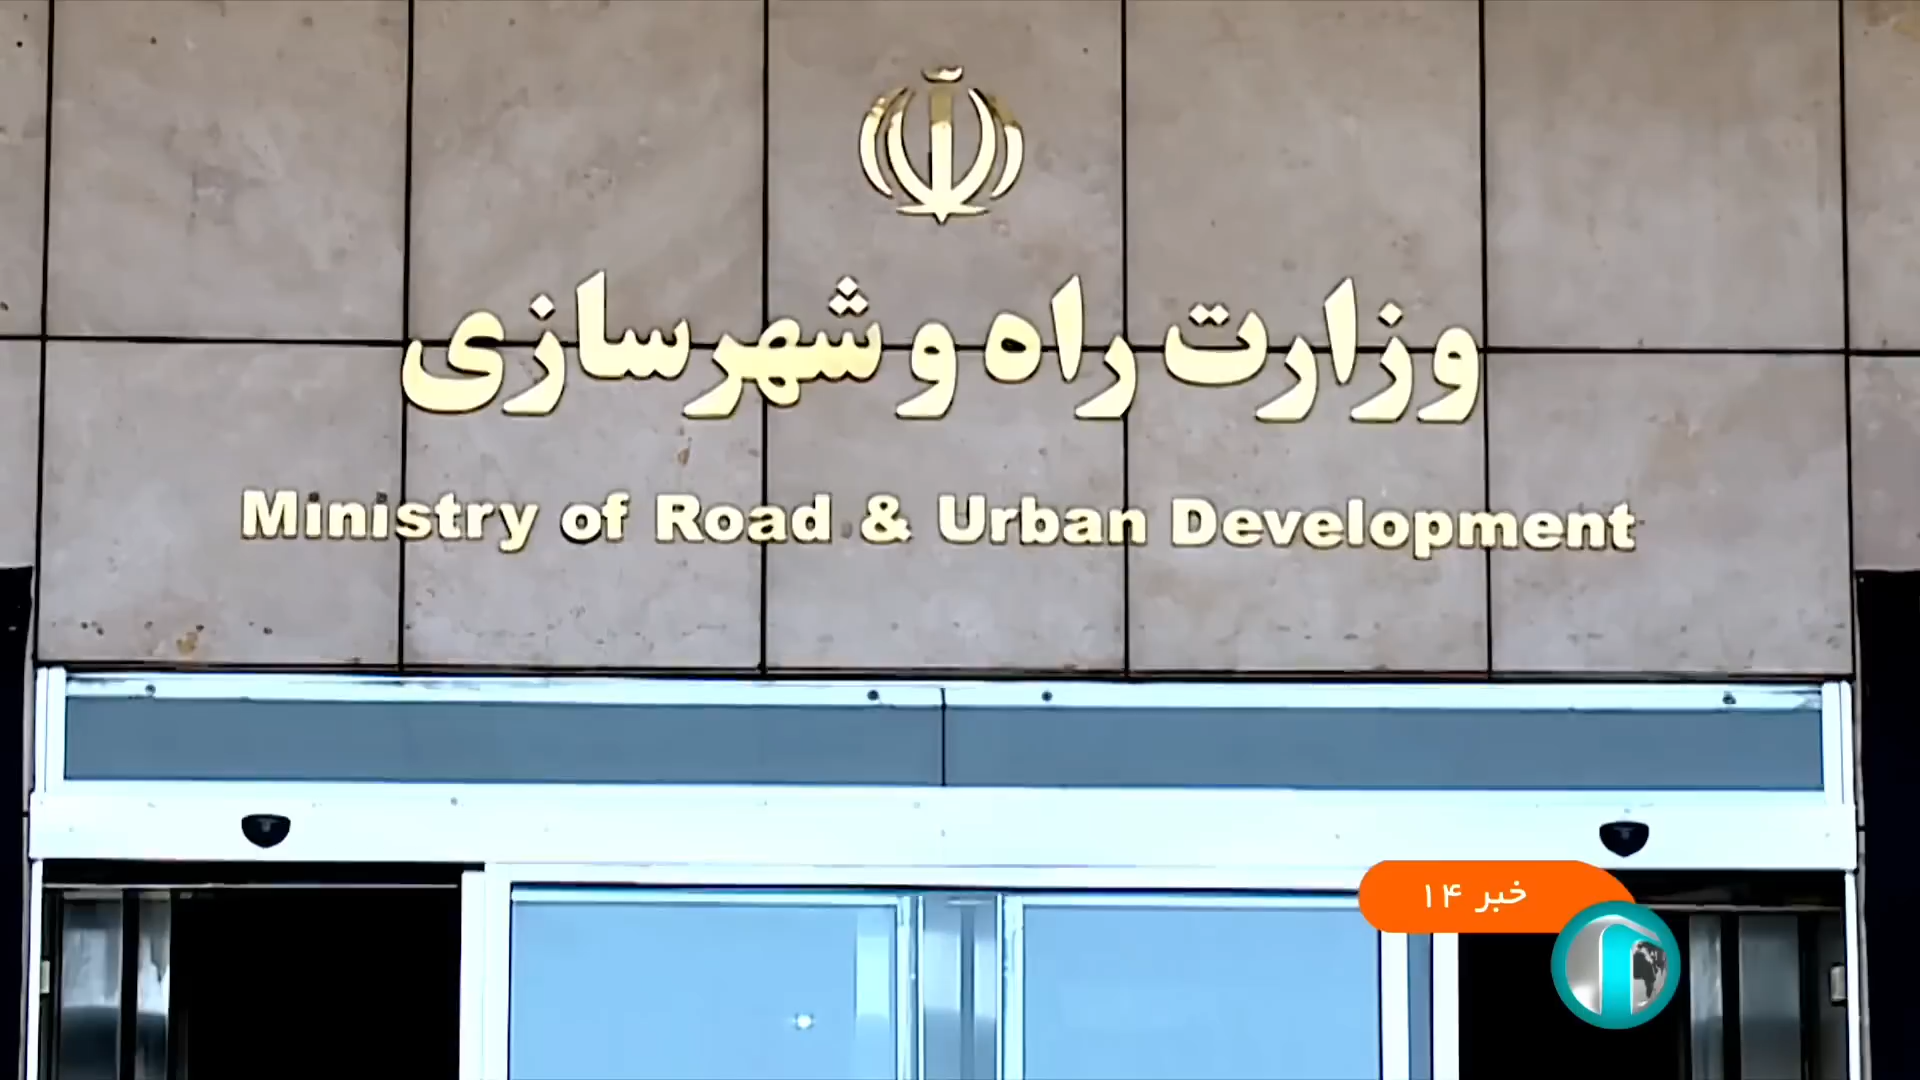 وزارت راه و شهرسازی
Ministry of Road & Urban Development
خبر ۱۴